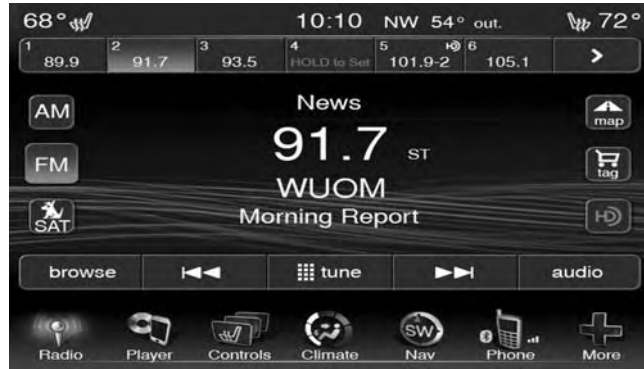 68° 10:10 NW 54° out. 72°
1 2 3 4 5 HD 6
89.9 91.7 93.5 HOLD to Set 101.9-2 105.1 >
News
AM
map
91.7 ST
FM
tag
WUOM
Morning Report
SAT
HD
browse tune audio
SW
Radio Player Controls Climate Nav Phone More